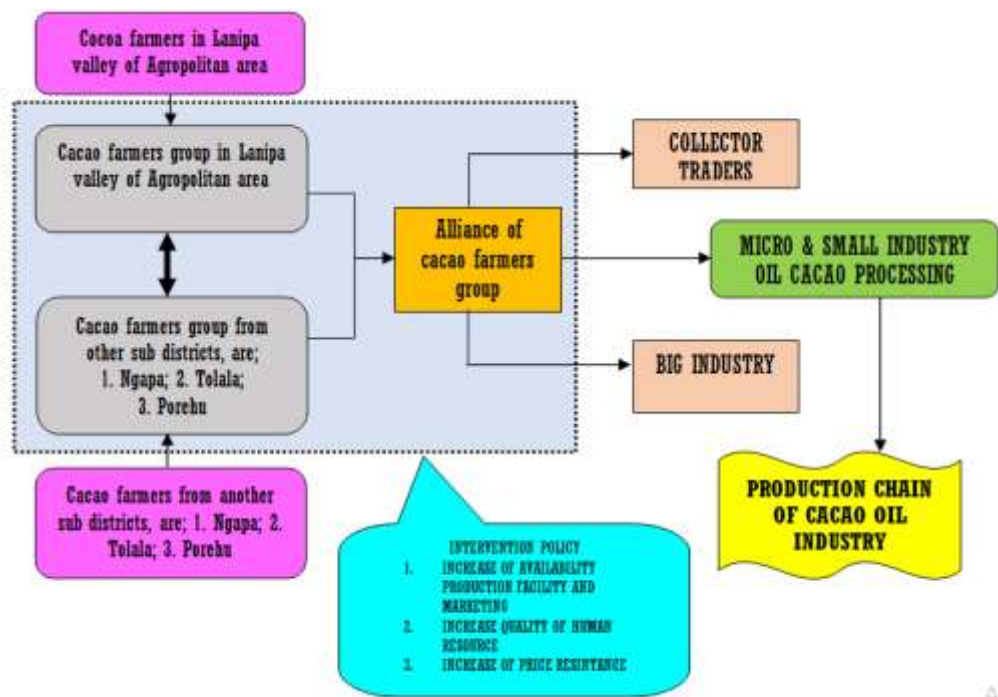 Cocoa farmers in Lanipa
valley of Agropolitan area
Cacao farmers group in Lanipa
valley of Agropolitan area
Cacao farmers group from
other sub districts, are;
1. Ngapa; 2. Tolala;
3. Porehu
Cacao farmers from another
sub districts, are; 1. Ngapa; 2.
Tolala; 3. Porehu
Alliance of
cacao farmers
group
COLLECTOR
TRADERS
MICRO & SMALL INDUSTRY
OIL CACAO PROCESSING
BIG INDUSTRY
PRODUCTION CHAIN
OF CACAO OIL
INDUSTRY
INTERVENTION POLICY
1. INCREASE OF AVAILABILITY
PRODUCTION FACILITY AND
MARKETING
2. INCREASE QUALITY OF HUMAN
RESOURCE
3. INCREASE OF PRICE RESISTANCE